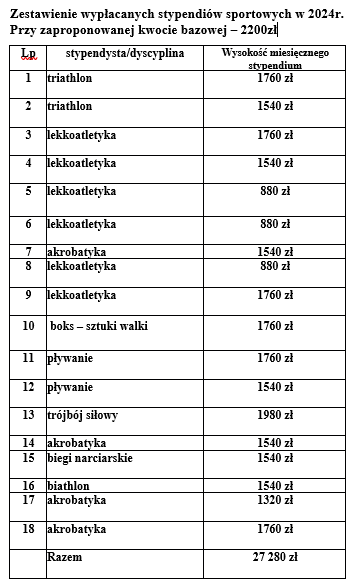 Zestawienie wypłacanych stypendiów sportowych w 2024r.
Przy zaproponowanej kwocie bazowej – 2200zł
Lp stypendysta/dyscyplina Wysokość miesięcznego stypendium
1 triathlon 1760 zł
2 triathlon 1540 zł
3 lekkoatletyka 1760 zł
4 lekkoatletyka 1540 zł
5 lekkoatletyka 880 zł
6 lekkoatletyka 880 zł
7 akrobatyka 1540 zł
8 lekkoatletyka 880 zł
9 lekkoatletyka 1760 zł
10 boks – sztuki walki 1760 zł
11 pływanie 1760 zł
12 pływanie 1540 zł
13 trójbój siłowy 1980 zł
14 akrobatyka 1540 zł
15 biegi narciarskie 1540 zł
16 biathlon 1540 zł
17 akrobatyka 1320 zł
18 akrobatyka 1760 zł
Razem 27 280 zł